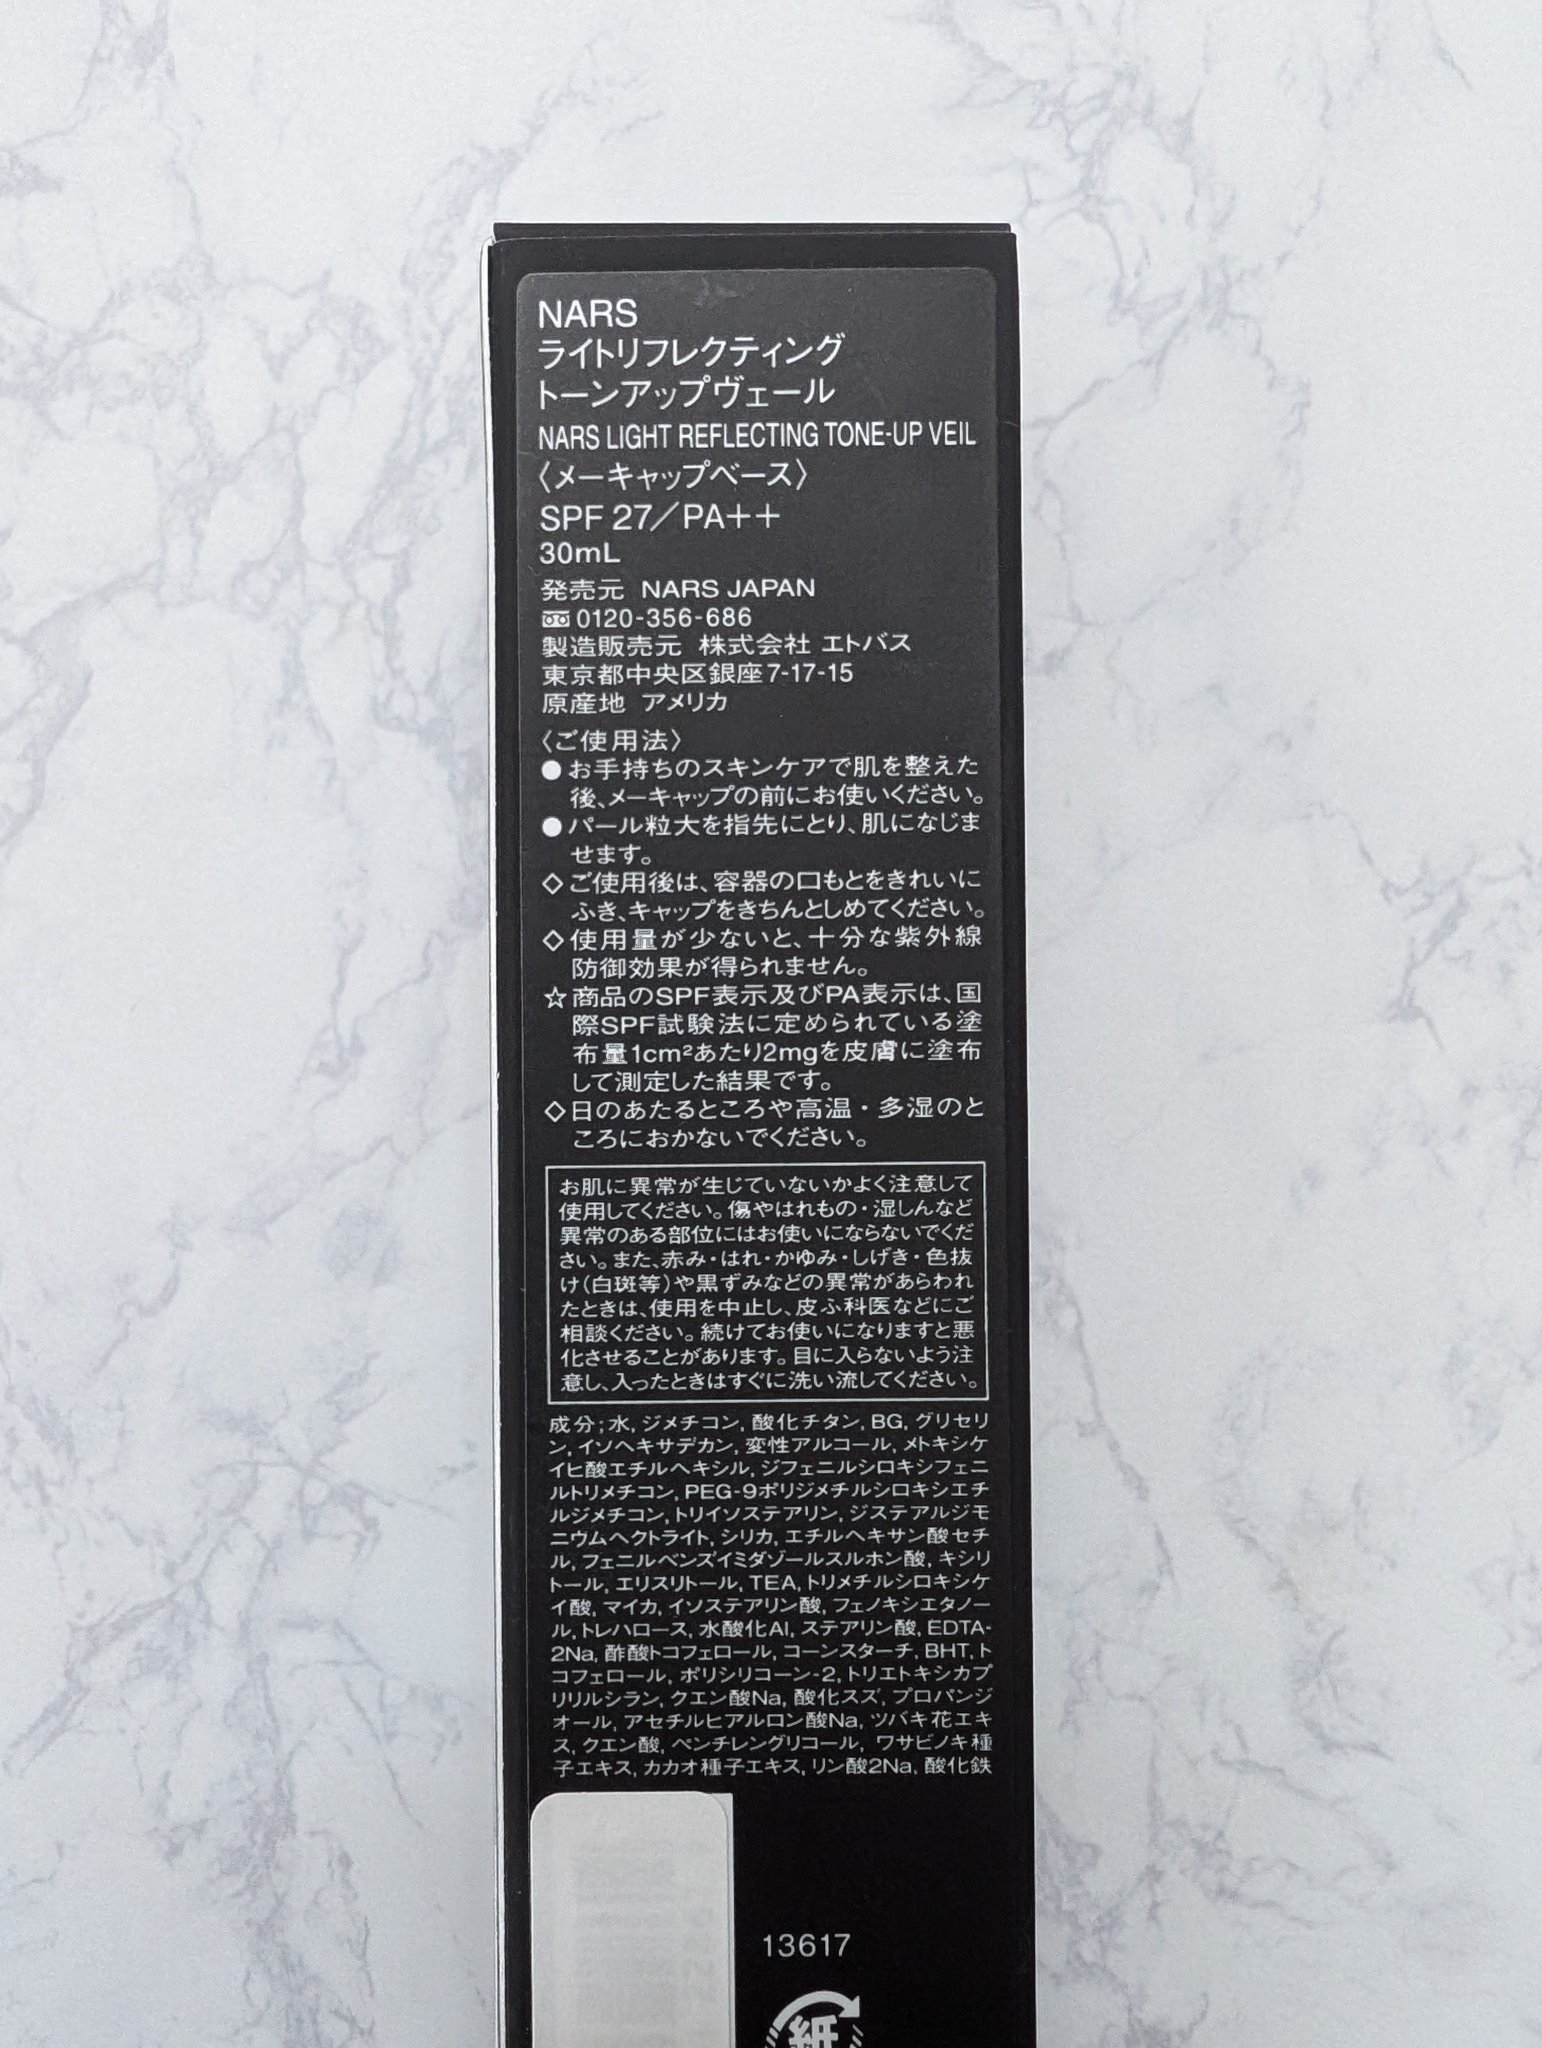 NARS
ライトリフレクティング
トーンアップヴェール
NARS LIGHT REFLECTING TONE-UP VEIL
〈メーキャップベース〉
SPF 27／PA++
30mL
発売元 NARS JAPAN
0120-356-686
製造販売元 株式会社 エトバス
東京都中央区銀座7-17-15
原産地 アメリカ
〈ご使用法〉
●お手持ちのスキンケアで肌を整えた
後、メーキャップの前にお使いください。
●パール粒大を指先にとり、肌になじま
せます。
◇ご使用後は、容器の口もとをきれいに
ふき、キャップをきちんとしめてください。
◇使用量が少ないと、十分な紫外線
防御効果が得られません。
☆商品のSPF表示及びPA表示は、国
際SPF試験法に定められている塗
布量1cm²あたり2mgを皮膚に塗布
して測定した結果です。
◇日のあたるところや高温・多湿のと
ころにおかないでください。
お肌に異常が生じていないかよく注意して
使用してください。傷やはれもの・湿しんなど
異常のある部位にはお使いにならないでくだ
さい。また、赤み・はれ・かゆみ・しげき・色抜
け(白斑等)や黒ずみなどの異常があらわれ
たときは、使用を中止し、皮ふ科医などにご
相談ください。続けてお使いになりますと悪
化させることがあります。目に入らないよう注
意し、入ったときはすぐに洗い流してください。
成分；水, ジメチコン, 酸化チタン, BG, グリセリ
ン, イソヘキサデカン, 変性アルコール, メトキシケ
イヒ酸エチルヘキシル, ジフェニルシロキシフェニ
ルトリメチコン, PEG-9ポリジメチルシロキシエチ
ルジメチコン, トリイソステアリン, ジステアルジモ
ニウムヘクトライト, シリカ, エチルヘキサン酸セチ
ル, フェニルベンズイミダゾールスルホン酸, キシリ
トール, エリスリトール, TEA, トリメチルシロキシケ
イ酸, マイカ, イソステアリン酸, フェノキシエタノー
ル, トレハロース, 水酸化Al, ステアリン酸, EDTA-
2Na, 酢酸トコフェロール, コーンスターチ, BHT, ト
コフェロール, ポリシリコーン-2, トリエトキシカプ
リリルシラン, クエン酸Na, 酸化スズ, プロパンジ
オール, アセチルヒアルロン酸Na, ツバキ花エキ
ス, クエン酸, ペンチレングリコール, ワサビノキ種
子エキス, カカオ種子エキス, リン酸2Na, 酸化鉄
13617
紙